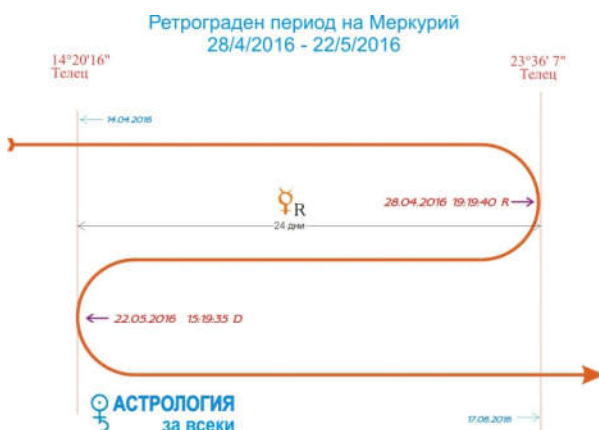 Ретрограден период на Меркурий
28/4/2016 - 22/5/2016
14°20'16"
Телец
23°36' 7"
Телец
14.04.2016
R
28.04.2016 19:19:40 R
24 дни
22.05.2016 15:19:35 D
АСТРОЛОГИЯ
за всеки
17.06.2016